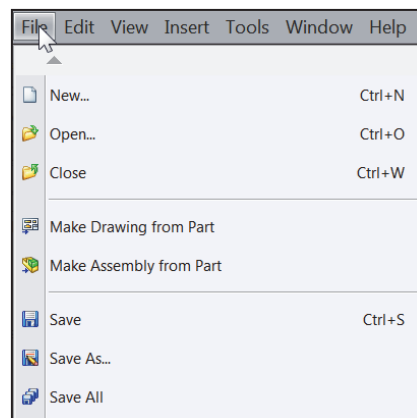 File Edit View Insert Tools Window Help
New... Ctrl+N
Open... Ctrl+O
Close Ctrl+W
Make Drawing from Part
Make Assembly from Part
Save Ctrl+S
Save As...
Save All